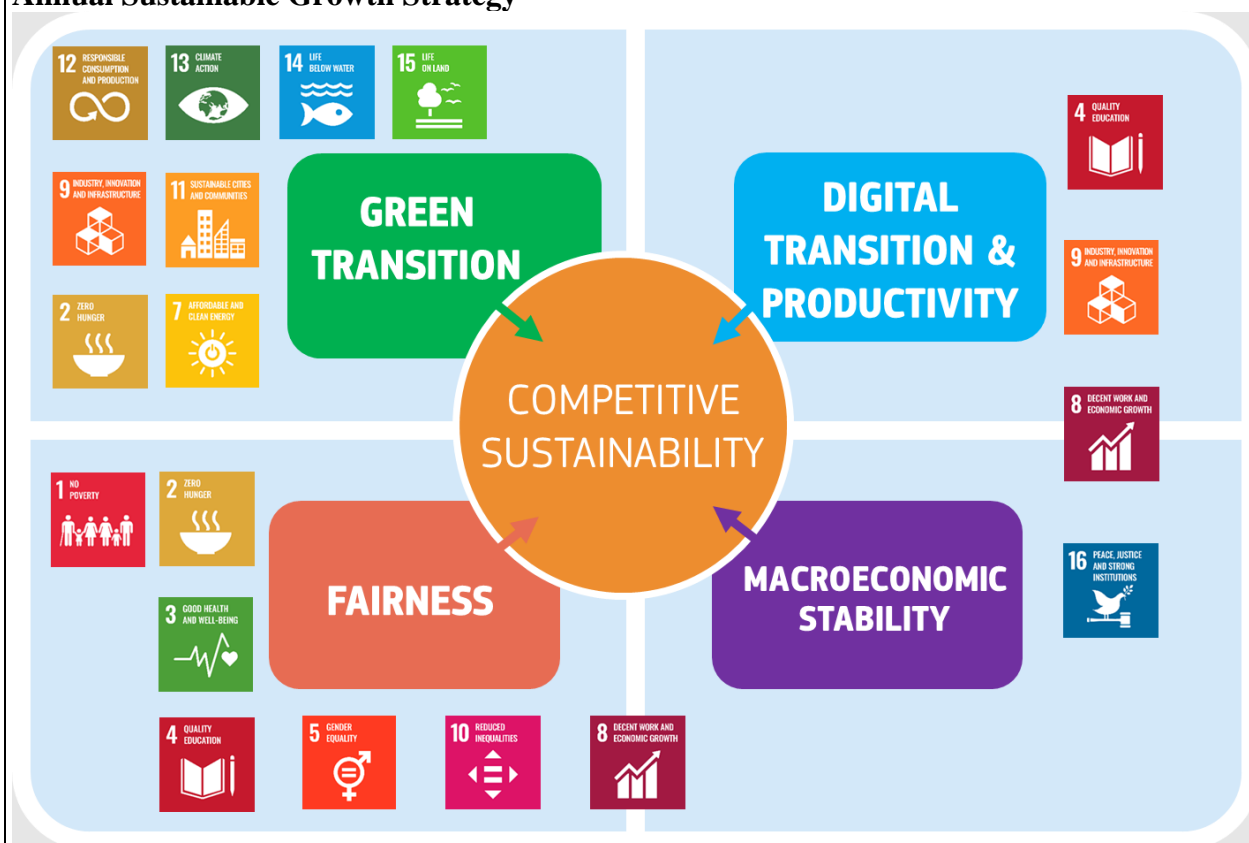 Annual Sustainable Growth Strategy
12 RESPONSIBLE
CONSUMPTION
AND PRODUCTION
13 CLIMATE
ACTION
14 LIFE
BELOW WATER
15 LIFE
ON LAND
9 INDUSTRY, INNOVATION
AND INFRASTRUCTURE
11 SUSTAINABLE CITIES
AND COMMUNITIES
2 ZERO
HUNGER
7 AFFORDABLE AND
CLEAN ENERGY
GREEN
TRANSITION
DIGITAL
TRANSITION &
PRODUCTIVITY
4 QUALITY
EDUCATION
9 INDUSTRY, INNOVATION
AND INFRASTRUCTURE
8 DECENT WORK AND
ECONOMIC GROWTH
COMPETITIVE
SUSTAINABILITY
1 NO
POVERTY
2 ZERO
HUNGER
3 GOOD HEALTH
AND WELL-BEING
FAIRNESS
4 QUALITY
EDUCATION
5 GENDER
EQUALITY
10 REDUCED
INEQUALITIES
8 DECENT WORK AND
ECONOMIC GROWTH
MACROECONOMIC
STABILITY
16 PEACE, JUSTICE
AND STRONG
INSTITUTIONS